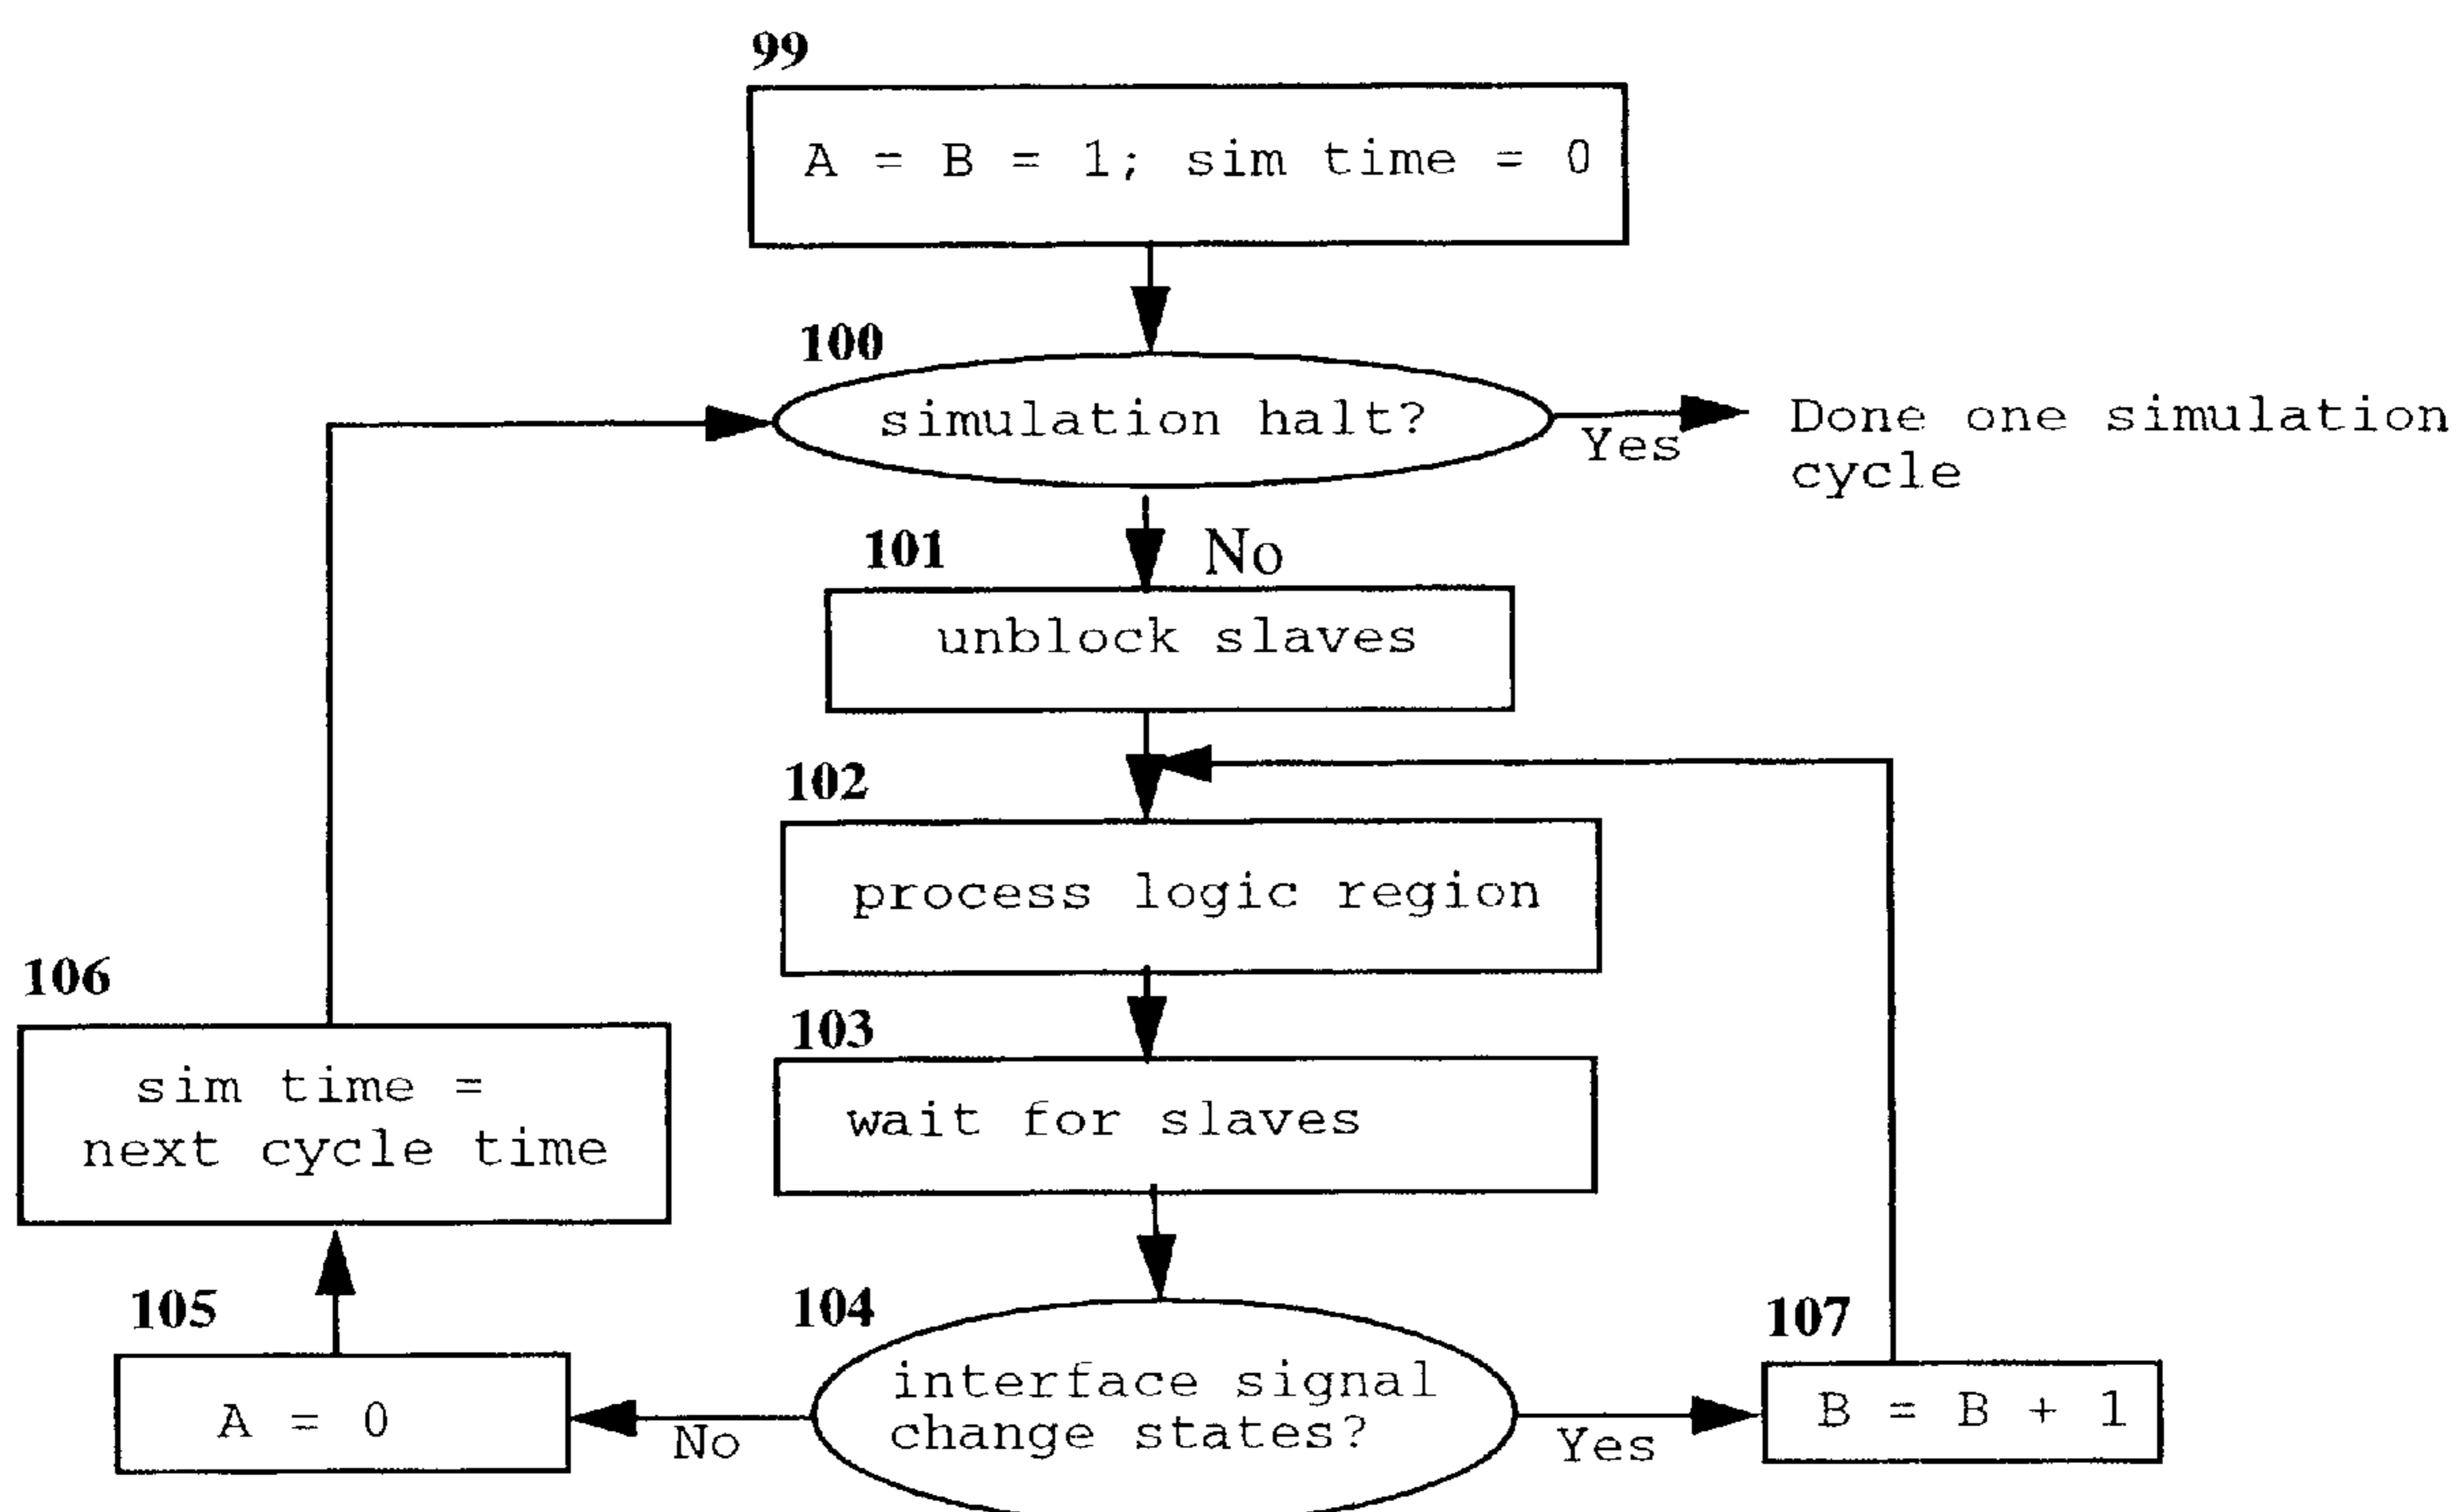 99
A = B = 1; sim time = 0
100
simulation halt?
Yes
Done one simulation
cycle
No
101
unblock slaves
102
process logic region
103
wait for slaves
106
sim time =
next cycle time
104
interface signal
change states?
105
A = 0
No
Yes
107
B = B + 1